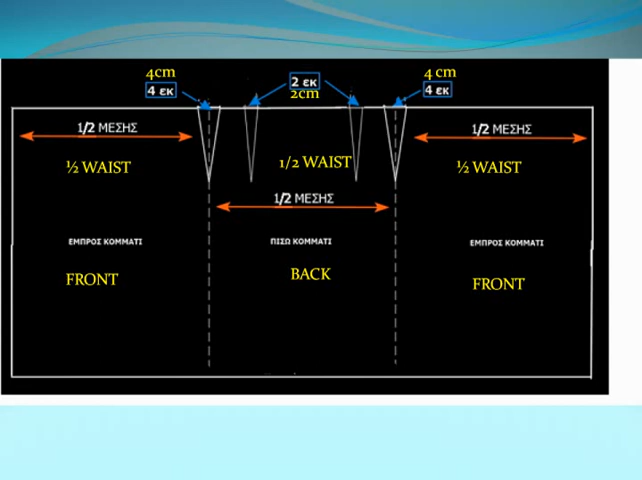 4cm
4 εκ
2 εκ
2cm
4 cm
4 εκ
1/2 ΜΕΣΗΣ
½ WAIST
1/2 WAIST
1/2 ΜΕΣΗΣ
1/2 ΜΕΣΗΣ
½ WAIST
ΕΜΠΡΟΣ ΚΟΜΜΑΤΙ
ΠΙΣΩ ΚΟΜΜΑΤΙ
ΕΜΠΡΟΣ ΚΟΜΜΑΤΙ
FRONT
BACK
FRONT